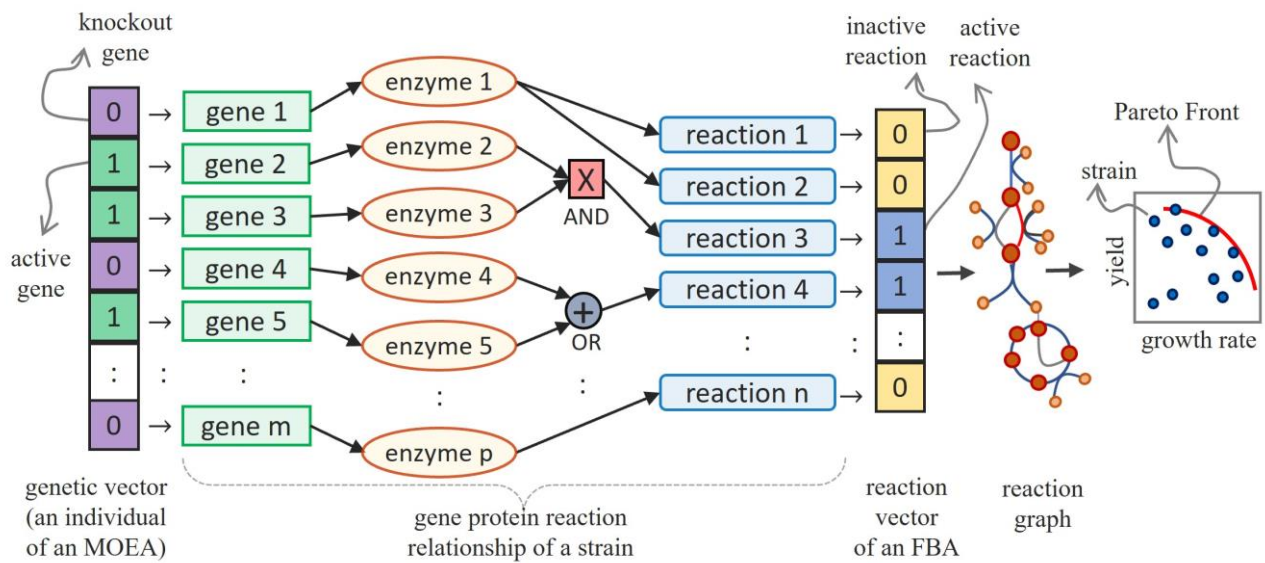 knockout
gene
inactive
reaction
active
reaction
0 → gene 1
enzyme 1
reaction 1 → 0
Pareto Front
1 → gene 2
enzyme 2
X
AND
reaction 2 → 0
strain
1 → gene 3
enzyme 3
reaction 3 → 1
active
gene
0 → gene 4
enzyme 4
+
OR
reaction 4 → 1
yield
growth rate
1 → gene 5
enzyme 5
: : : : : : : :
0 → gene m
enzyme p
reaction n → 0
genetic vector
(an individual
of an MOEA)
gene protein reaction
relationship of a strain
reaction
vector
of an FBA
reaction
graph